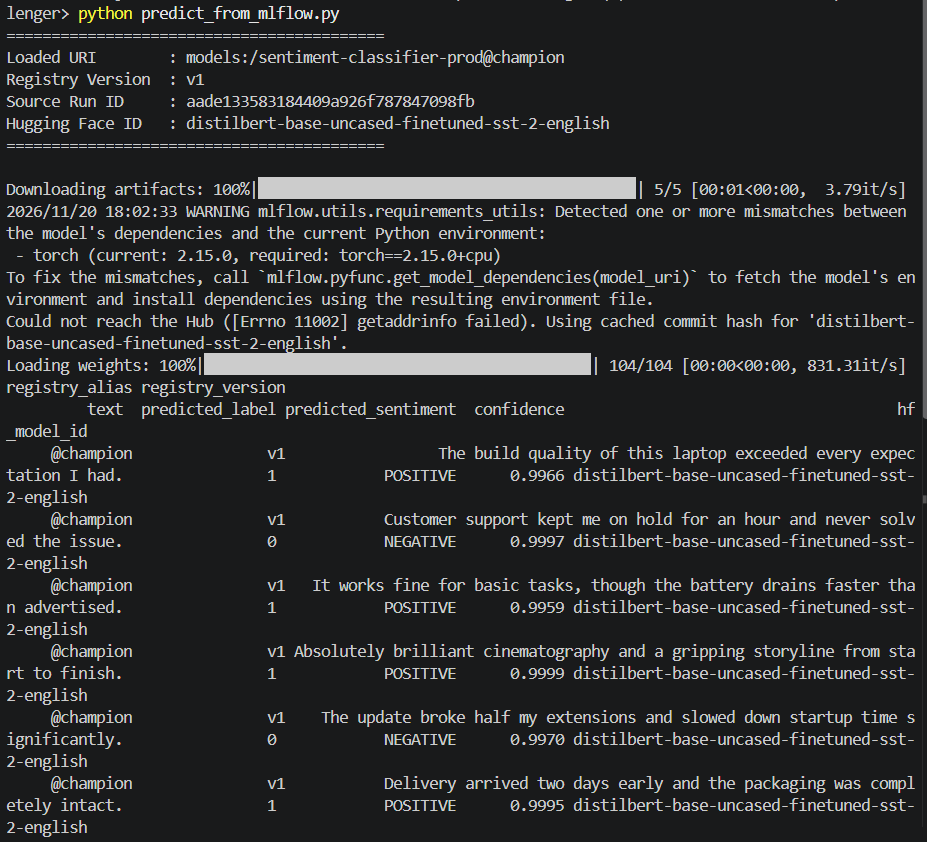 lenger> python predict_from_mlflow.py
==========================================
Loaded URI        : models:/sentiment-classifier-prod@champion
Registry Version  : v1
Source Run ID     : aade133583184409a926f787847098fb
Hugging Face ID   : distilbert-base-uncased-finetuned-sst-2-english
==========================================

Downloading artifacts: 100%|                                          | 5/5 [00:01<00:00,  3.79it/s]
2026/11/20 18:02:33 WARNING mlflow.utils.requirements_utils: Detected one or more mismatches between
the model's dependencies and the current Python environment:
 - torch (current: 2.15.0, required: torch==2.15.0+cpu)
To fix the mismatches, call `mlflow.pyfunc.get_model_dependencies(model_uri)` to fetch the model's en
vironment and install dependencies using the resulting environment file.
Could not reach the Hub ([Errno 11002] getaddrinfo failed). Using cached commit hash for 'distilbert-
base-uncased-finetuned-sst-2-english'.
Loading weights: 100%|                                           | 104/104 [00:00<00:00, 831.31it/s]
registry_alias registry_version
         text  predicted_label predicted_sentiment  confidence                                     hf
_model_id
     @champion               v1                 The build quality of this laptop exceeded every expec
tation I had.                1            POSITIVE      0.9966 distilbert-base-uncased-finetuned-sst-
2-english
     @champion               v1           Customer support kept me on hold for an hour and never solv
ed the issue.                0            NEGATIVE      0.9997 distilbert-base-uncased-finetuned-sst-
2-english
     @champion               v1   It works fine for basic tasks, though the battery drains faster tha
n advertised.                1            POSITIVE      0.9959 distilbert-base-uncased-finetuned-sst-
2-english
     @champion               v1 Absolutely brilliant cinematography and a gripping storyline from sta
rt to finish.                1            POSITIVE      0.9999 distilbert-base-uncased-finetuned-sst-
2-english
     @champion               v1    The update broke half my extensions and slowed down startup time s
ignificantly.                0            NEGATIVE      0.9970 distilbert-base-uncased-finetuned-sst-
2-english
     @champion               v1           Delivery arrived two days early and the packaging was compl
etely intact.                1            POSITIVE      0.9995 distilbert-base-uncased-finetuned-sst-
2-english